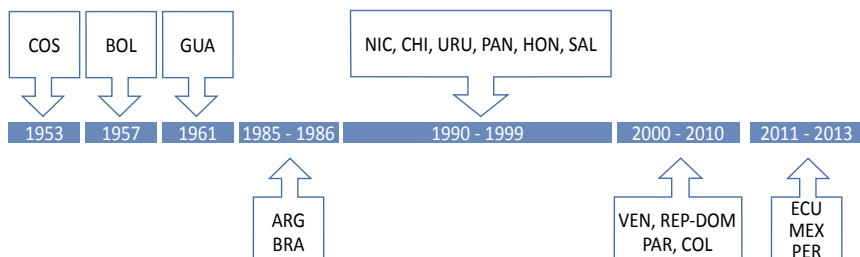 COS
BOL
GUA
NIC, CHI, URU, PAN, HON, SAL
1953
1957
1961
1985 - 1986
1990 - 1999
2000 - 2010
2011 - 2013
ARG
BRA
VEN, REP-DOM
PAR, COL
ECU
MEX
PER